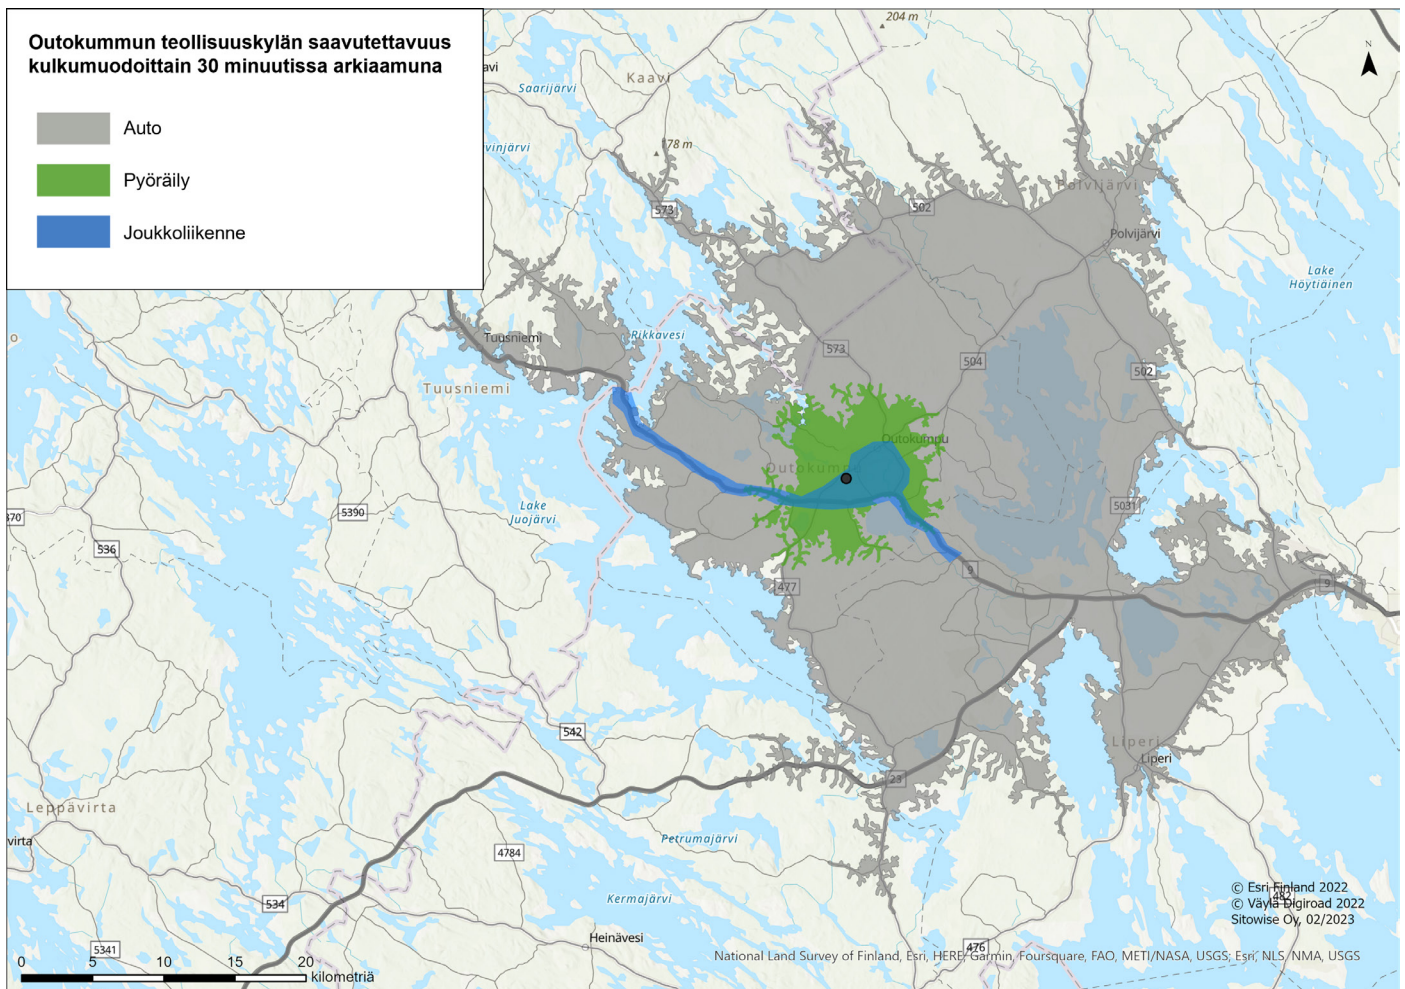 Outokummun teollisuuskylän saavutettavuus
kulkumuodoittain 30 minuutissa arkiaamuna
Auto
Pyöräily
Joukkoliikenne
204 m
N
avi
Kaavi
Saarijärvi
178 m
vinjärvi
573
502
Polvijärvi
Polvijärvi
Lake
Höytiäinen
Rikkavesi
Tuusniemi
573
504
502
Tuusniemi
Outokumpu
Outokumpu
Lake
Juojärvi
5390
370
5031
536
9
9
477
542
Liperi
Liperi
23
Leppävirta
virta
Petrumajärvi
4784
534
Kermajärvi
482
© Esri Finland 2022
© Väylä Digiroad 2022
Sitowise Oy, 02/2023
Heinävesi
5341
476
National Land Survey of Finland, Esri, HERE, Garmin, Foursquare, FAO, METI/NASA, USGS; Esri, NLS, NMA, USGS
0 5 10 15 20
kilometriä